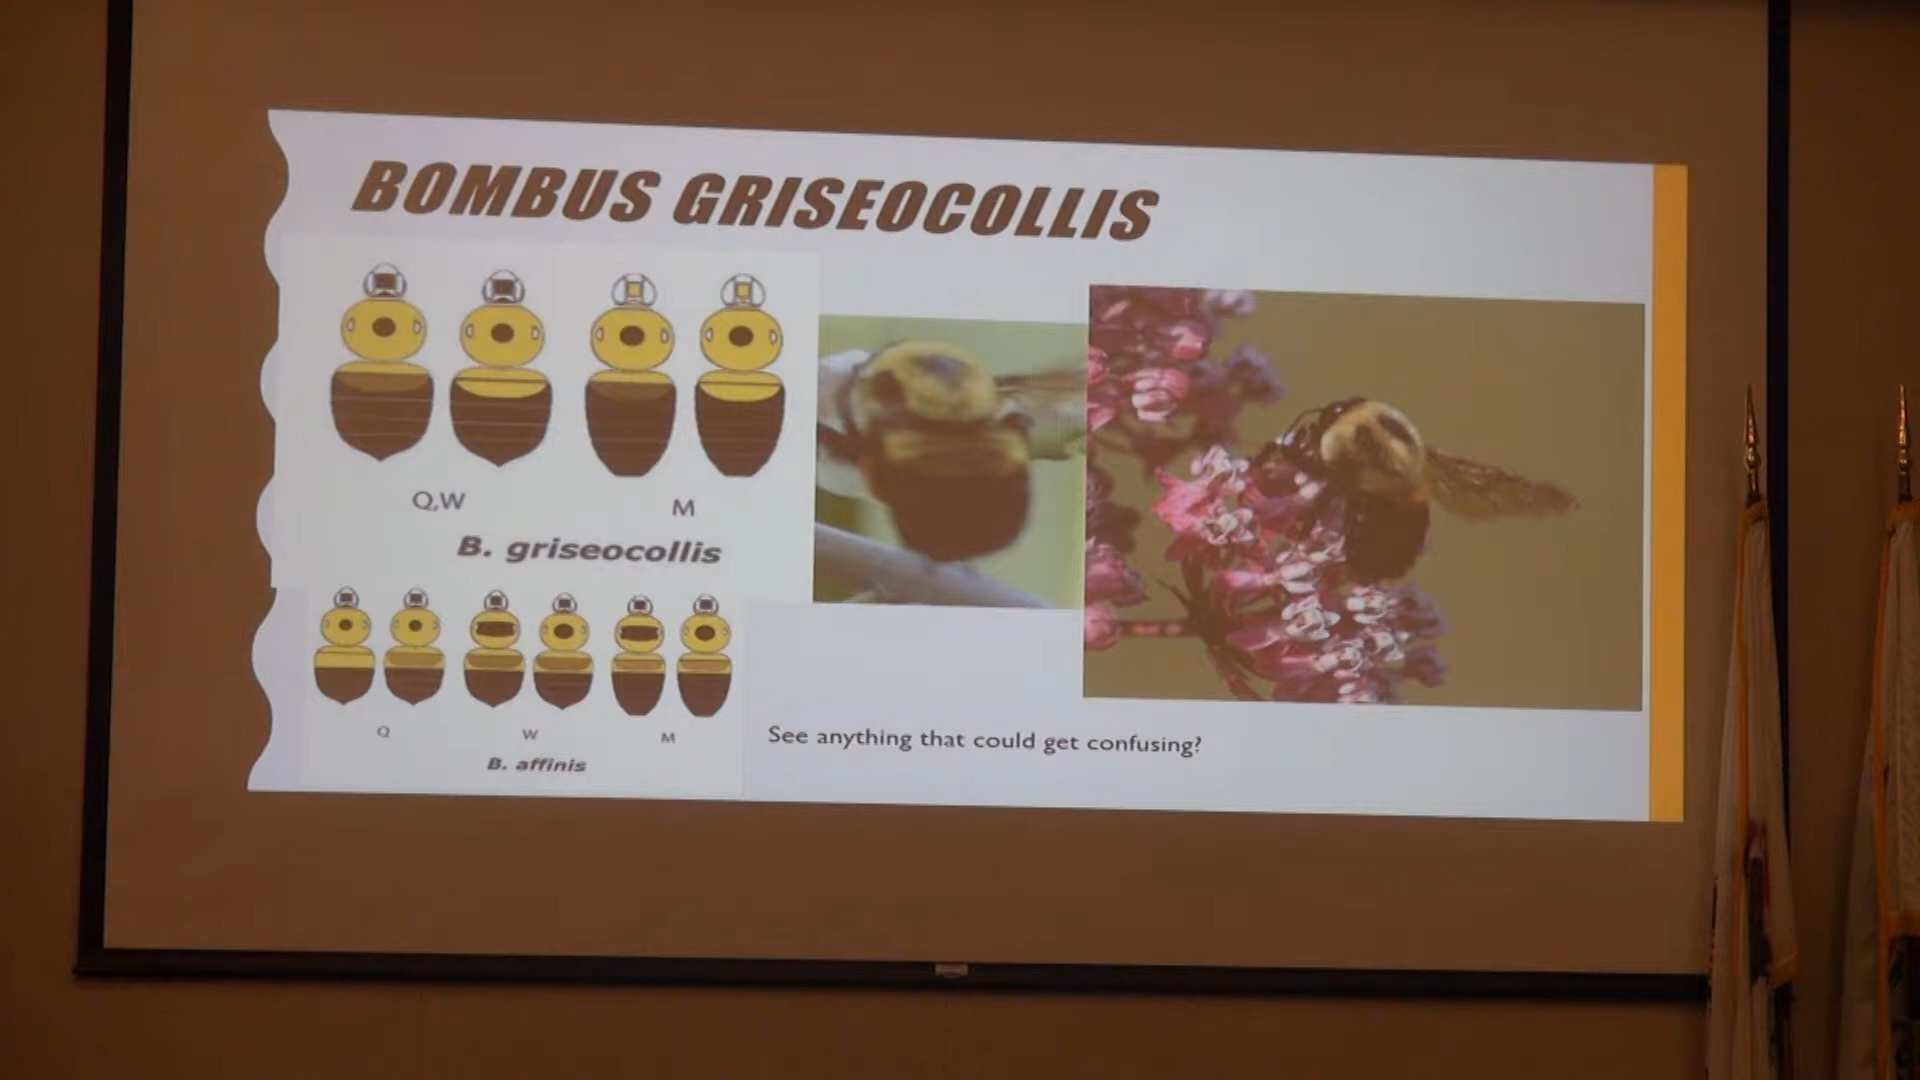 BOMBUS GRISEOCOLLIS
Q,W
M
B. griseocollis
Q
W
M
B. affinis
See anything that could get confusing?